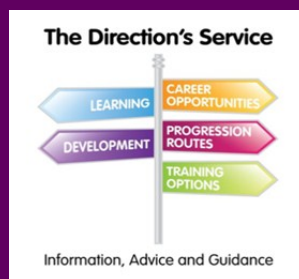 The Direction's Service
LEARNING
CAREER
OPPORTUNITIES
DEVELOPMENT
PROGRESSION
ROUTES
TRAINING
OPTIONS
Information, Advice and Guidance